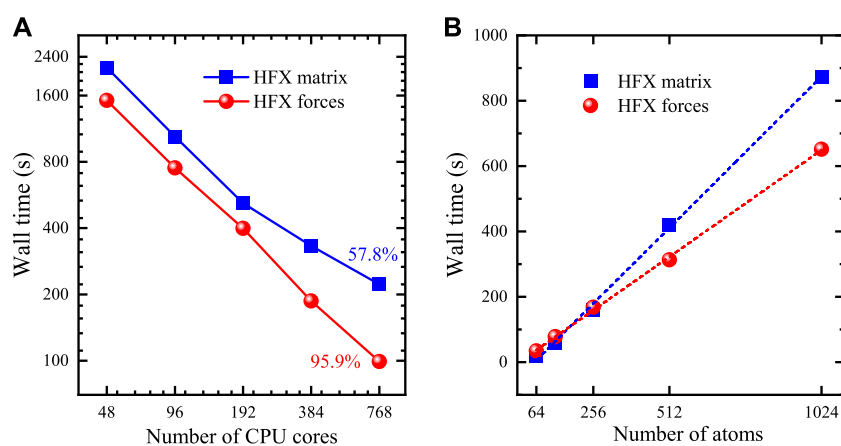 A
2400
1600
800
400
200
100
Wall time (s)
HFX matrix
HFX forces
57.8%
95.9%
48 96 192 384 768
Number of CPU cores
B
1000
800
600
400
200
0
Wall time (s)
HFX matrix
HFX forces
64 256 512 1024
Number of atoms